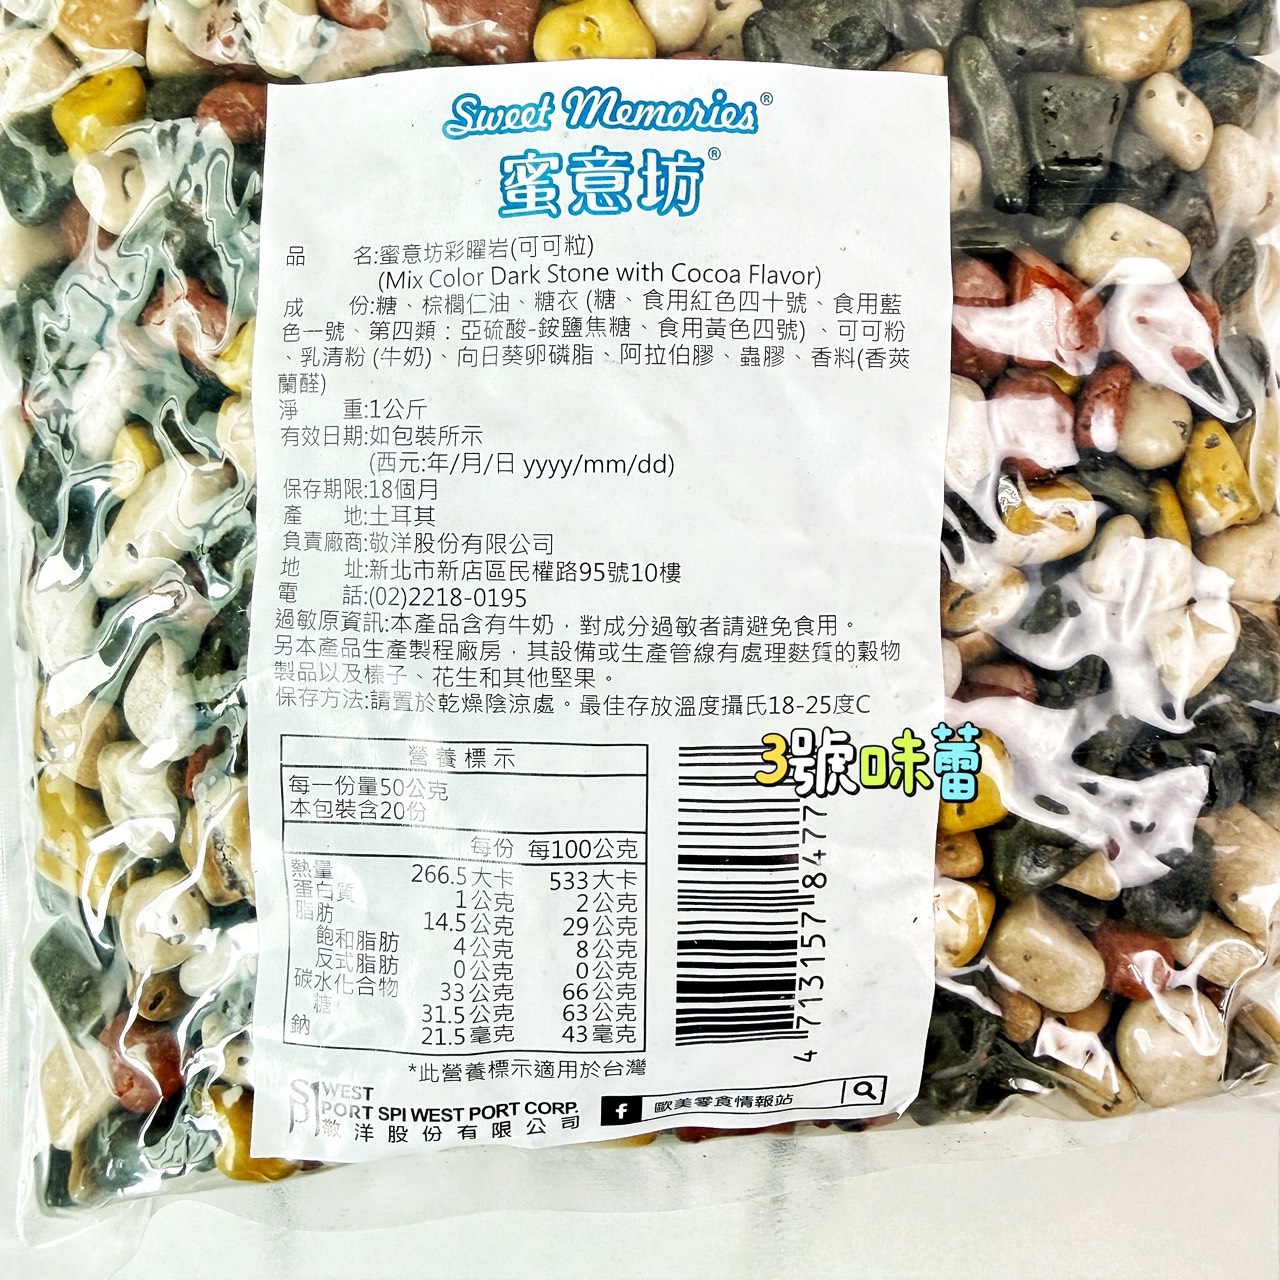 Sweet Memories®
蜜意坊®
品 名:蜜意坊彩曜岩(可可粒)
(Mix Color Dark Stone with Cocoa Flavor)
成 份:糖、棕櫚仁油、糖衣 (糖、食用紅色四十號、食用藍
色一號、第四類：亞硫酸-銨鹽焦糖、食用黃色四號) 、可可粉
、乳清粉 (牛奶)、向日葵卵磷脂、阿拉伯膠、蟲膠、香料(香莢
蘭醛)
淨 重:1公斤
有效日期:如包裝所示
(西元:年/月/日 yyyy/mm/dd)
保存期限:18個月
產 地:土耳其
負責廠商:敬洋股份有限公司
地 址:新北市新店區民權路95號10樓
電 話:(02)2218-0195
過敏原資訊:本產品含有牛奶，對成分過敏者請避免食用。
另本產品生產製程廠房，其設備或生產管線有處理麩質的穀物
製品以及榛子、花生和其他堅果。
保存方法:請置於乾燥陰涼處。最佳存放溫度攝氏18-25度C
3號味蕾
營養標示
每一份量50公克
本包裝含20份
每份 每100公克
熱量 266.5大卡 533大卡
蛋白質 1公克 2公克
脂肪 14.5公克 29公克
飽和脂肪 4公克 8公克
反式脂肪 0公克 0公克
碳水化合物 33公克 66公克
糖 31.5公克 63公克
鈉 21.5毫克 43毫克
*此營養標示適用於台灣
4 713157 118477
WEST
PORT SPI WEST PORT CORP.
敬洋股份有限公司
f 歐美零食情報站